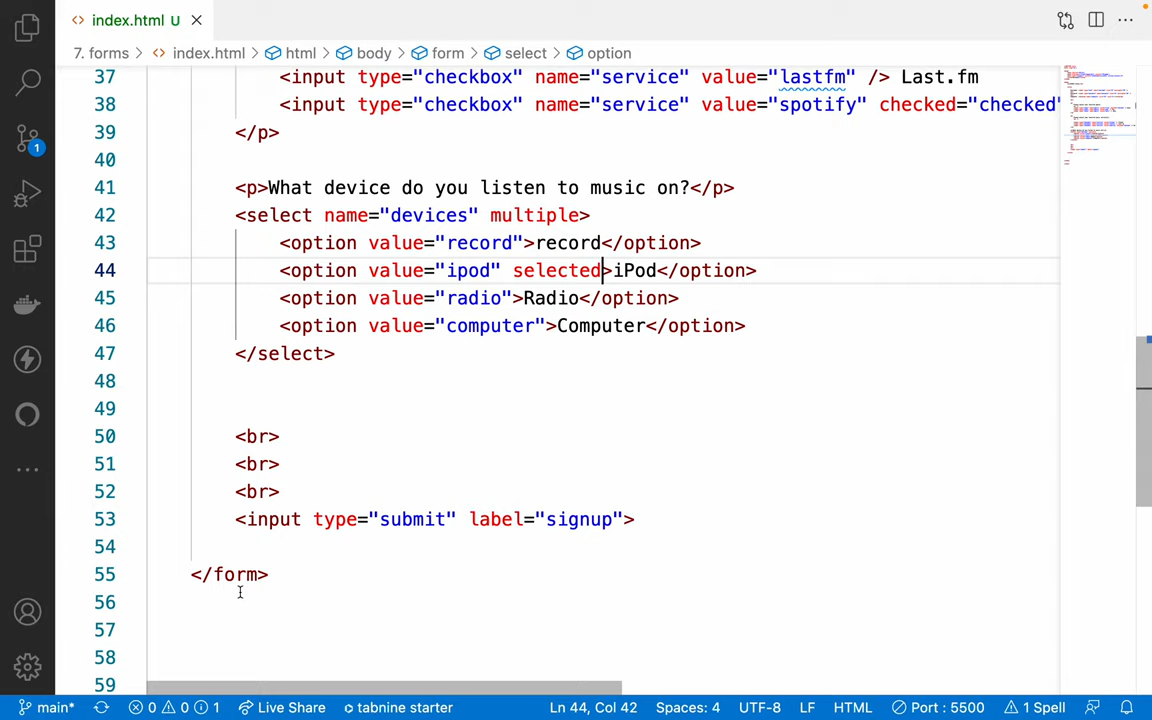 index.html U
7. forms > index.html > html > body > form > select > option
37 <input type="checkbox" name="service" value="lastfm" /> Last.fm
38 <input type="checkbox" name="service" value="spotify" checked="checked"
39 </p>
40
41 <p>What device do you listen to music on?</p>
42 <select name="devices" multiple>
43 <option value="record">record</option>
44 <option value="ipod" selected>iPod</option>
45 <option value="radio">Radio</option>
46 <option value="computer">Computer</option>
47 </select>
48
49
50 <br>
51 <br>
52 <br>
53 <input type="submit" label="signup">
54
55 </form>
56
57
58
59
1
main* 0 0 1 Live Share tabnine starter Ln 44, Col 42 Spaces: 4 UTF-8 LF HTML Port : 5500 1 Spell